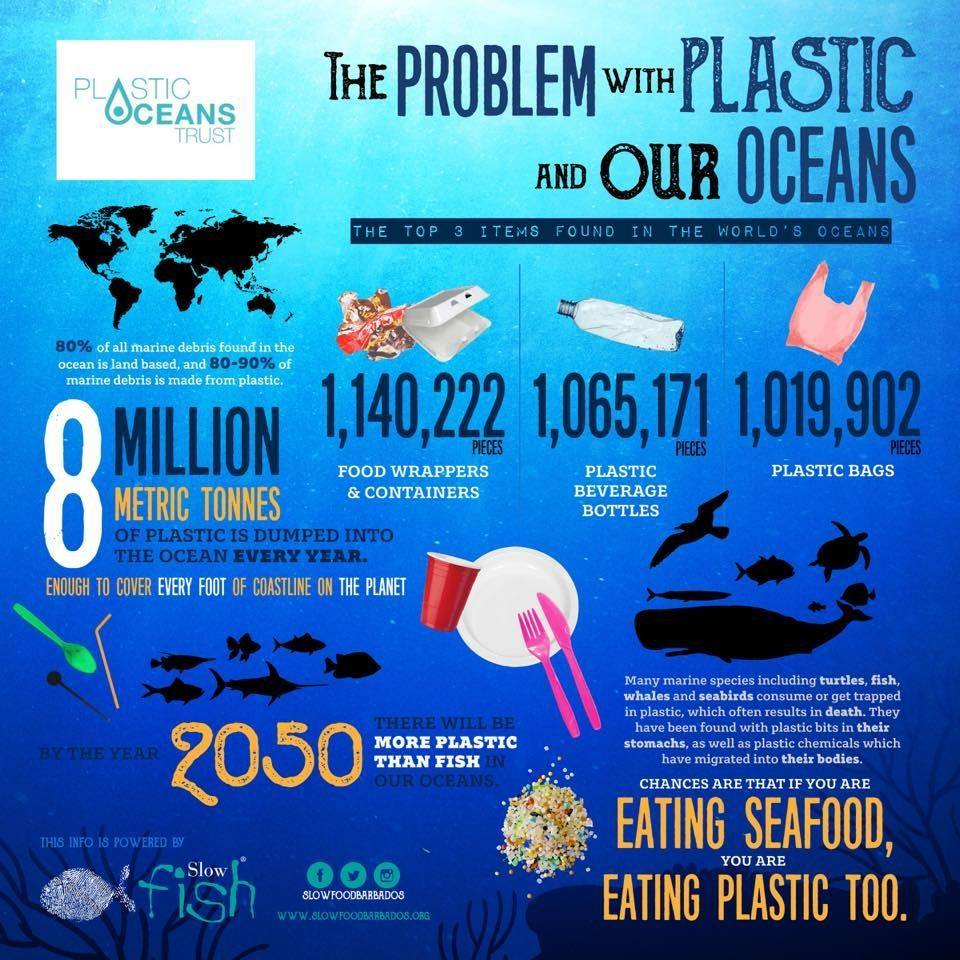 PLASTIC
OCEANS
TRUST
THE PROBLEM WITH PLASTIC
AND OUR OCEANS
THE TOP 3 ITEMS FOUND IN THE WORLD'S OCEANS
80% of all marine debris found in the
ocean is land based, and 80-90% of
marine debris is made from plastic.
1,140,222
PIECES
FOOD WRAPPERS
& CONTAINERS
1,065,171
PIECES
PLASTIC
BEVERAGE
BOTTLES
1,019,902
PIECES
PLASTIC BAGS
8 MILLION
METRIC TONNES
OF PLASTIC IS DUMPED INTO
THE OCEAN EVERY YEAR.
ENOUGH TO COVER EVERY FOOT OF COASTLINE ON THE PLANET
BY THE YEAR 2050
THERE WILL BE
MORE PLASTIC
THAN FISH IN
OUR OCEANS.
Many marine species including turtles, fish,
whales and seabirds consume or get trapped
in plastic, which often results in death. They
have been found with plastic bits in their
stomachs, as well as plastic chemicals which
have migrated into their bodies.
CHANCES ARE THAT IF YOU ARE
EATING SEAFOOD,
YOU ARE
EATING PLASTIC TOO.
THIS INFO IS POWERED BY
Slow
fish®
SLOWFOODBARBADOS
WWW.SLOWFOODBARBADOS.ORG